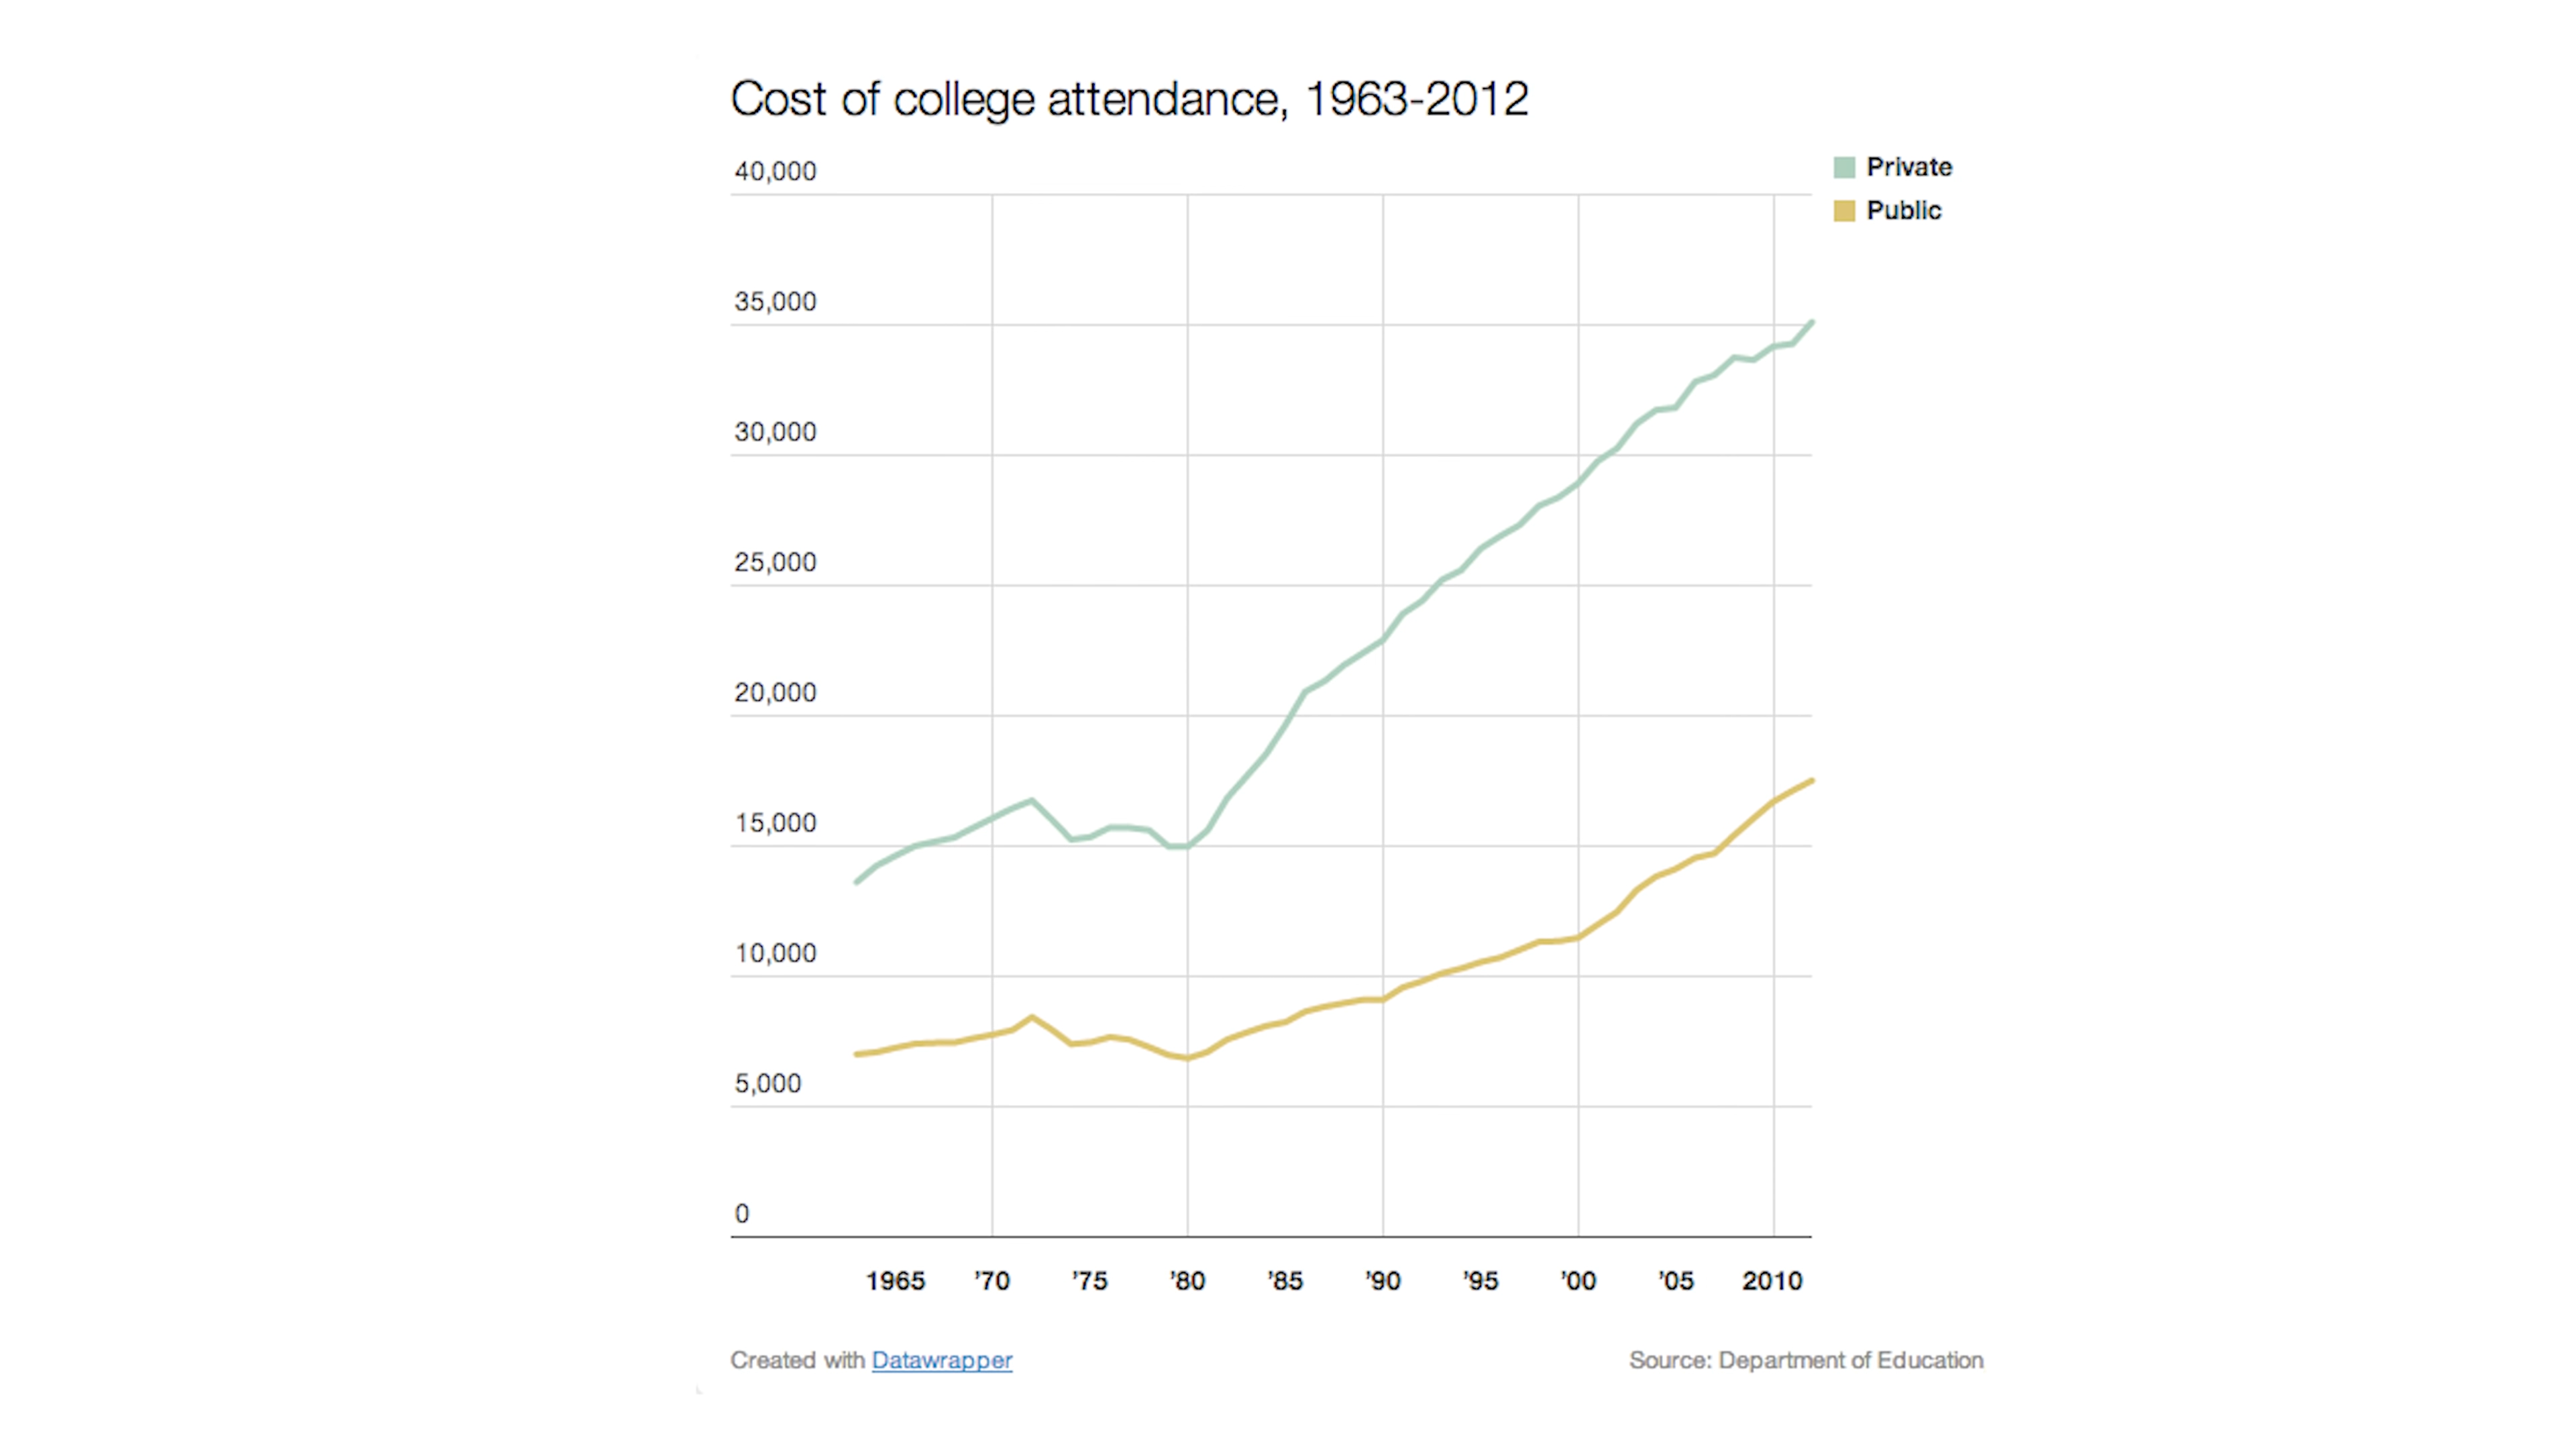 Cost of college attendance, 1963-2012
Private
Public
40,000
35,000
30,000
25,000
20,000
15,000
10,000
5,000
0
1965 ’70 ’75 ’80 ’85 ’90 ’95 ’00 ’05 2010
Created with Datawrapper
Source: Department of Education